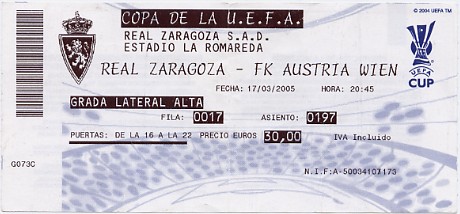 COPA DE LA U.E.F.A.
© 2004 UEFA TM
REAL ZARAGOZA S.A.D.
ESTADIO LA ROMAREDA
REAL ZARAGOZA - FK AUSTRIA WIEN
UEFA
CUP
FECHA: 17/03/2005 HORA: 20:45
GRADA LATERAL ALTA
FILA: 0017 ASIENTO: 0197
PUERTAS: DE LA 16 A LA 22 PRECIO EUROS 30,00 IVA Incluido
G073C
N.I.F:A-50034107173